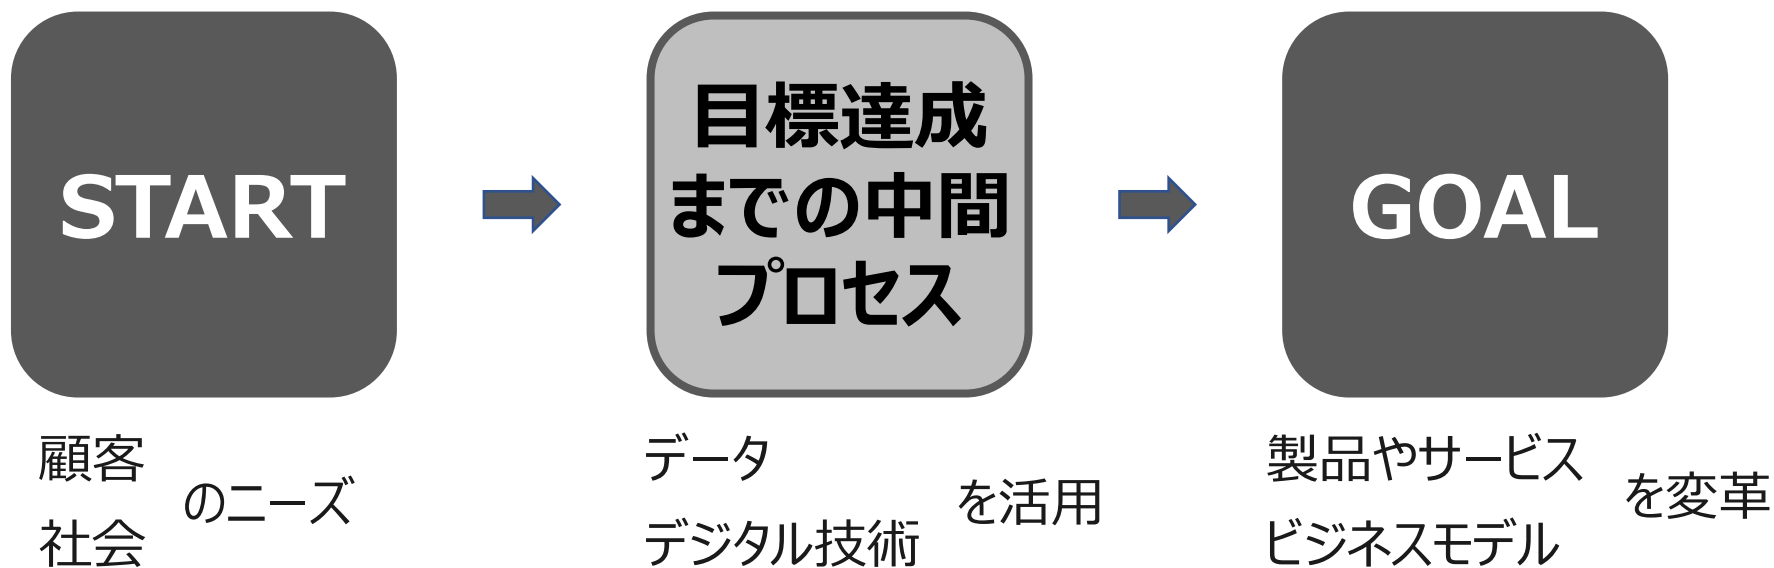 START
目標達成
までの中間
プロセス
GOAL
顧客
社会
のニーズ
データ
デジタル技術
を活用
製品やサービス
ビジネスモデル
を変革